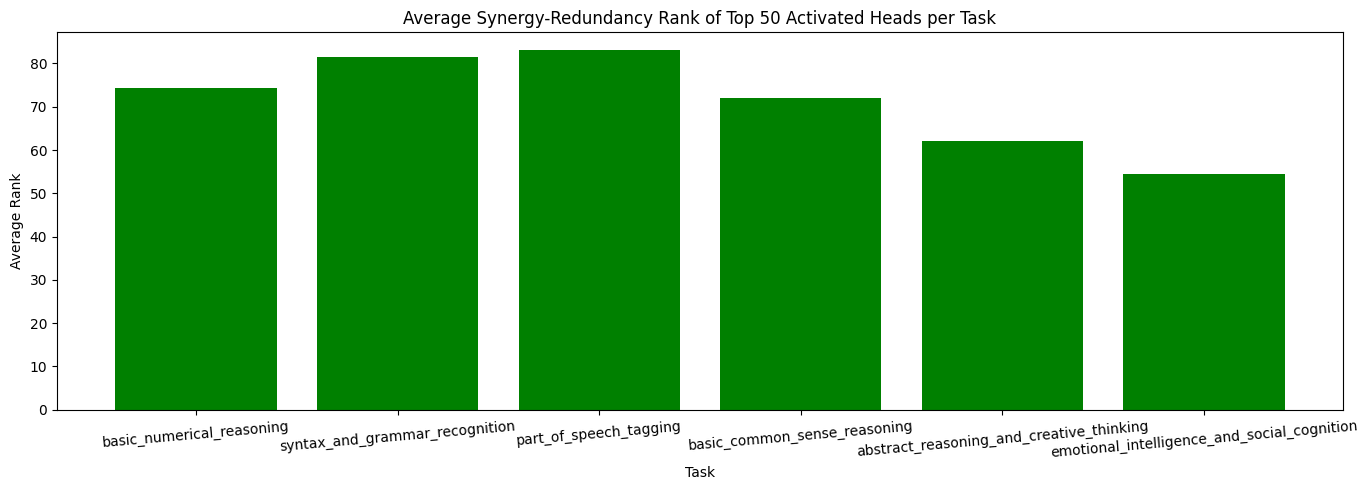 Average Synergy-Redundancy Rank of Top 50 Activated Heads per Task
Average Rank
80
70
60
50
40
30
20
10
0
basic_numerical_reasoning
syntax_and_grammar_recognition
part_of_speech_tagging
basic_common_sense_reasoning
abstract_reasoning_and_creative_thinking
emotional_intelligence_and_social_cognition
Task